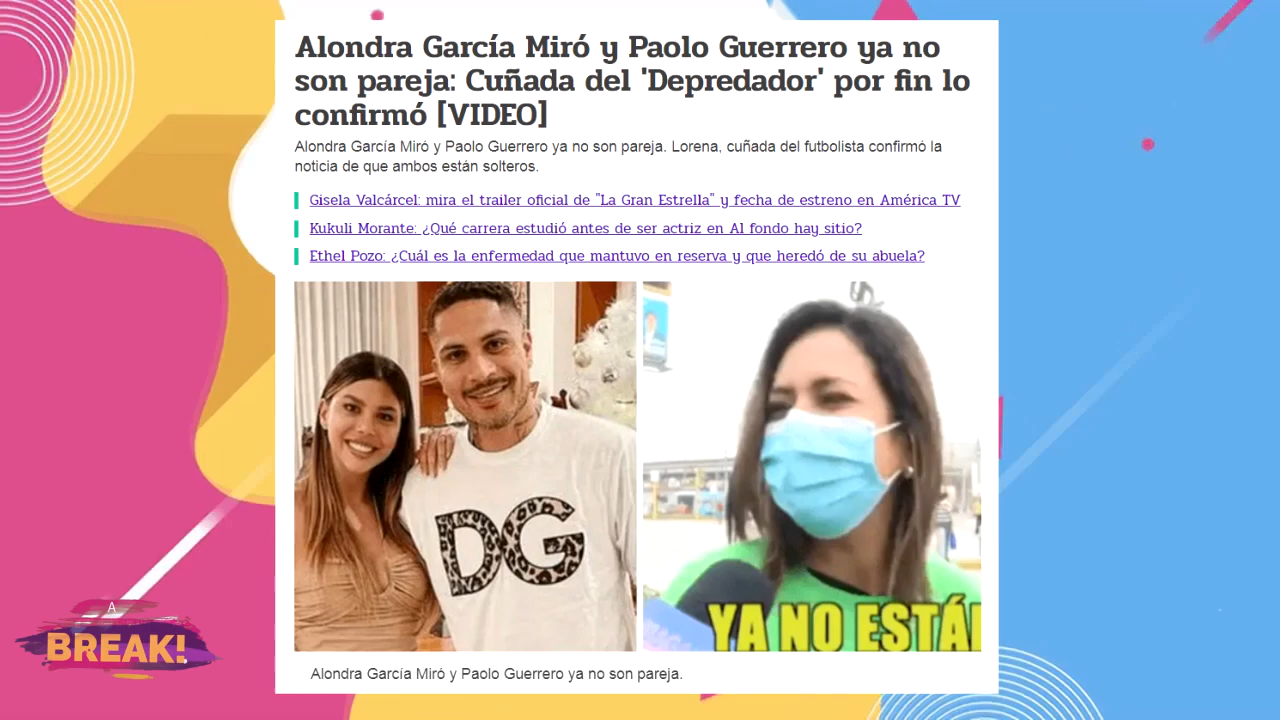 Alondra García Miró y Paolo Guerrero ya no
son pareja: Cuñada del 'Depredador' por fin lo
confirmó [VIDEO]
Alondra García Miró y Paolo Guerrero ya no son pareja. Lorena, cuñada del futbolista confirmó la
noticia de que ambos están solteros.
Gisela Valcárcel: mira el trailer oficial de "La Gran Estrella" y fecha de estreno en América TV
Kukuli Morante: ¿Qué carrera estudió antes de ser actriz en Al fondo hay sitio?
Ethel Pozo: ¿Cuál es la enfermedad que mantuvo en reserva y que heredó de su abuela?
DG
YA NO ESTÁ
Alondra García Miró y Paolo Guerrero ya no son pareja.
A
BREAK!